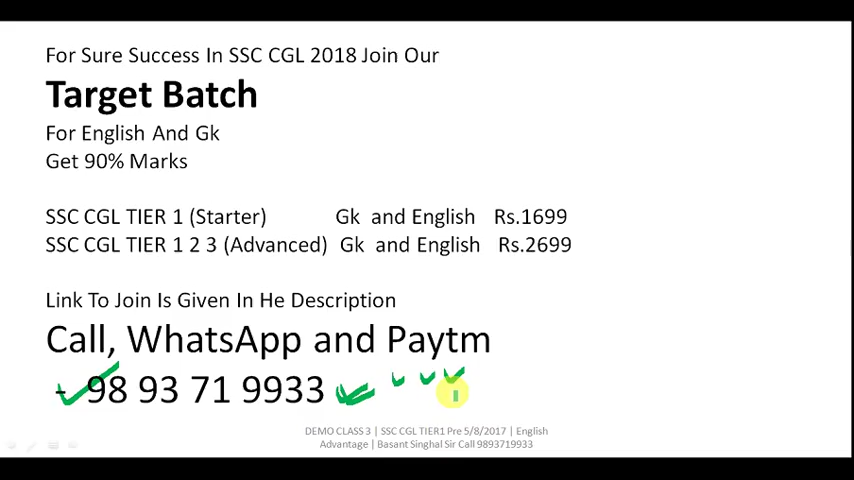 For Sure Success In SSC CGL 2018 Join Our
Target Batch
For English And Gk
Get 90% Marks
SSC CGL TIER 1 (Starter) Gk and English Rs.1699
SSC CGL TIER 1 2 3 (Advanced) Gk and English Rs.2699
Link To Join Is Given In He Description
Call, WhatsApp and Paytm
- 98 93 71 9933
DEMO CLASS 3 | SSC CGL TIER1 Pre 5/8/2017 | English
Advantage | Basant Singhal Sir Call 9893719933